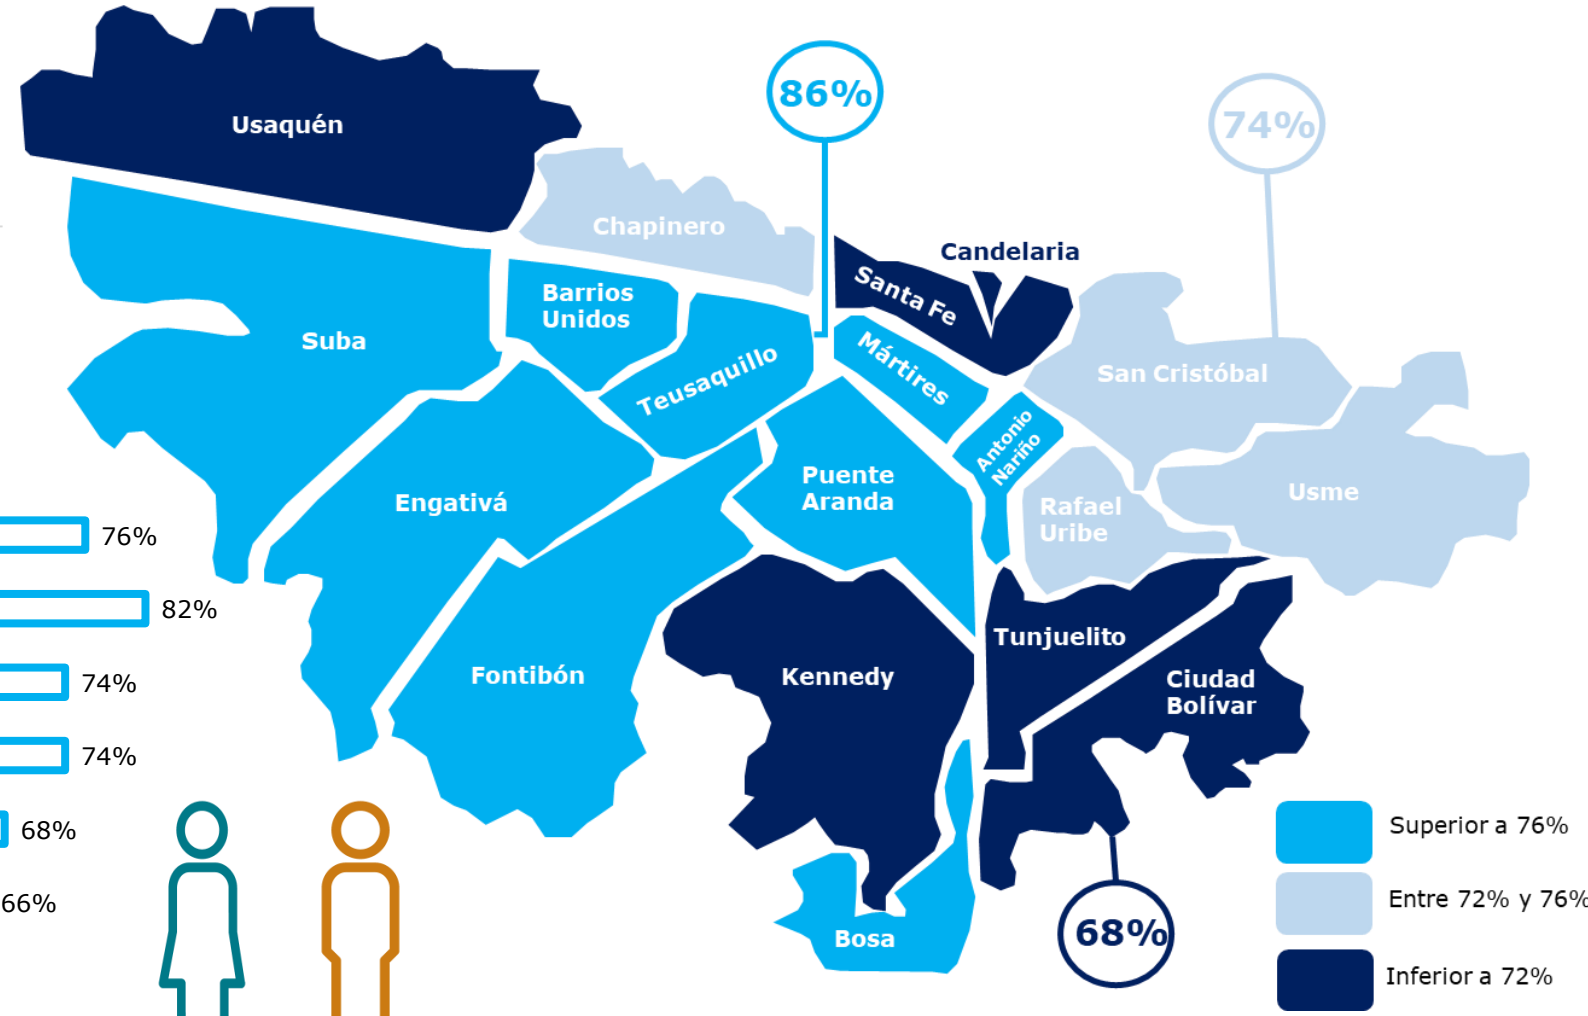 86%
74%
Usaquén
Chapinero
Candelaria
Santa Fe
Barrios
Unidos
Suba
Teusaquillo
Mártires
San Cristóbal
Antonio
Nariño
Puente
Aranda
Engativá
Rafael
Uribe
Usme
76%
82%
74%
74%
68%
66%
Fontibón
Kennedy
Tunjuelito
Ciudad
Bolívar
Bosa
68%
Superior a 76%
Entre 72% y 76%
Inferior a 72%